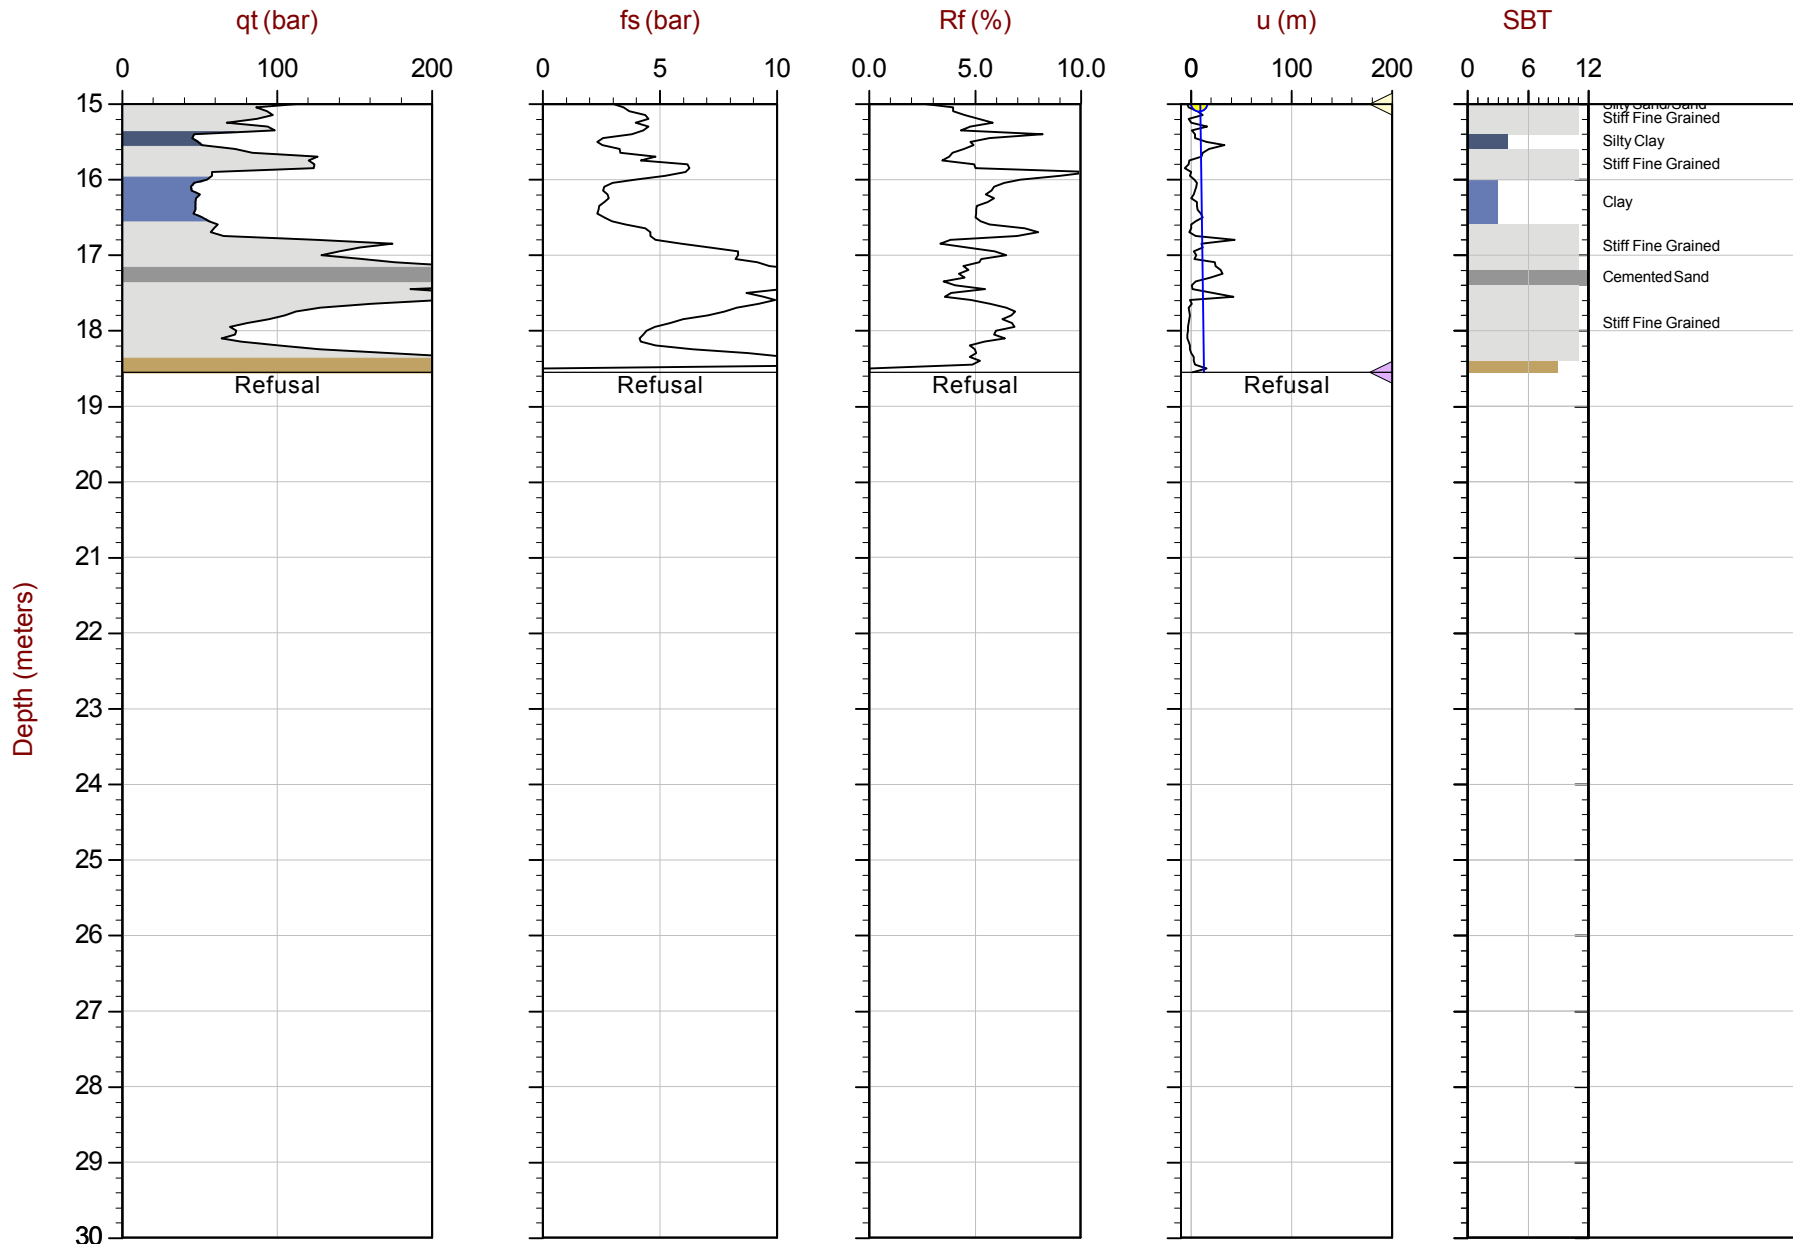 qt (bar) fs (bar) Rf (%) u (m) SBT
0 100 200 0 5 10 0.0 5.0 10.0 0 100 200 0 6 12
15
Silty Sand/Sand
Stiff Fine Grained
Silty Clay
Stiff Fine Grained
16
Clay
Stiff Fine Grained
17
Cemented Sand
Stiff Fine Grained
18
Refusal Refusal Refusal Refusal
19
20
21
22
Depth (meters)
23
24
25
26
27
28
29
30